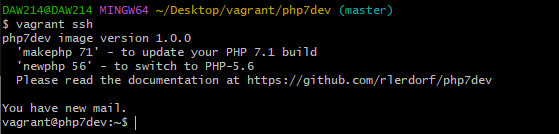 DAW214@DAW214 MINGW64 ~/Desktop/vagrant/php7dev (master)
$ vagrant ssh
php7dev image version 1.0.0
  'makephp 71' - to update your PHP 7.1 build
  'newphp 56' - to switch to PHP-5.6
  Please read the documentation at https://github.com/rlerdorf/php7dev

You have new mail.
vagrant@php7dev:~$